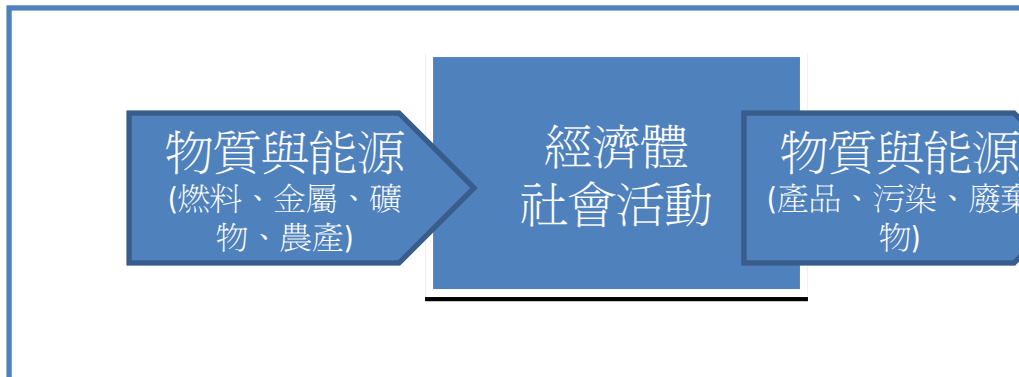 物質與能源
(燃料、金屬、礦
物、農產)
經濟體
社會活動
物質與能源
(產品、污染、廢棄
物)